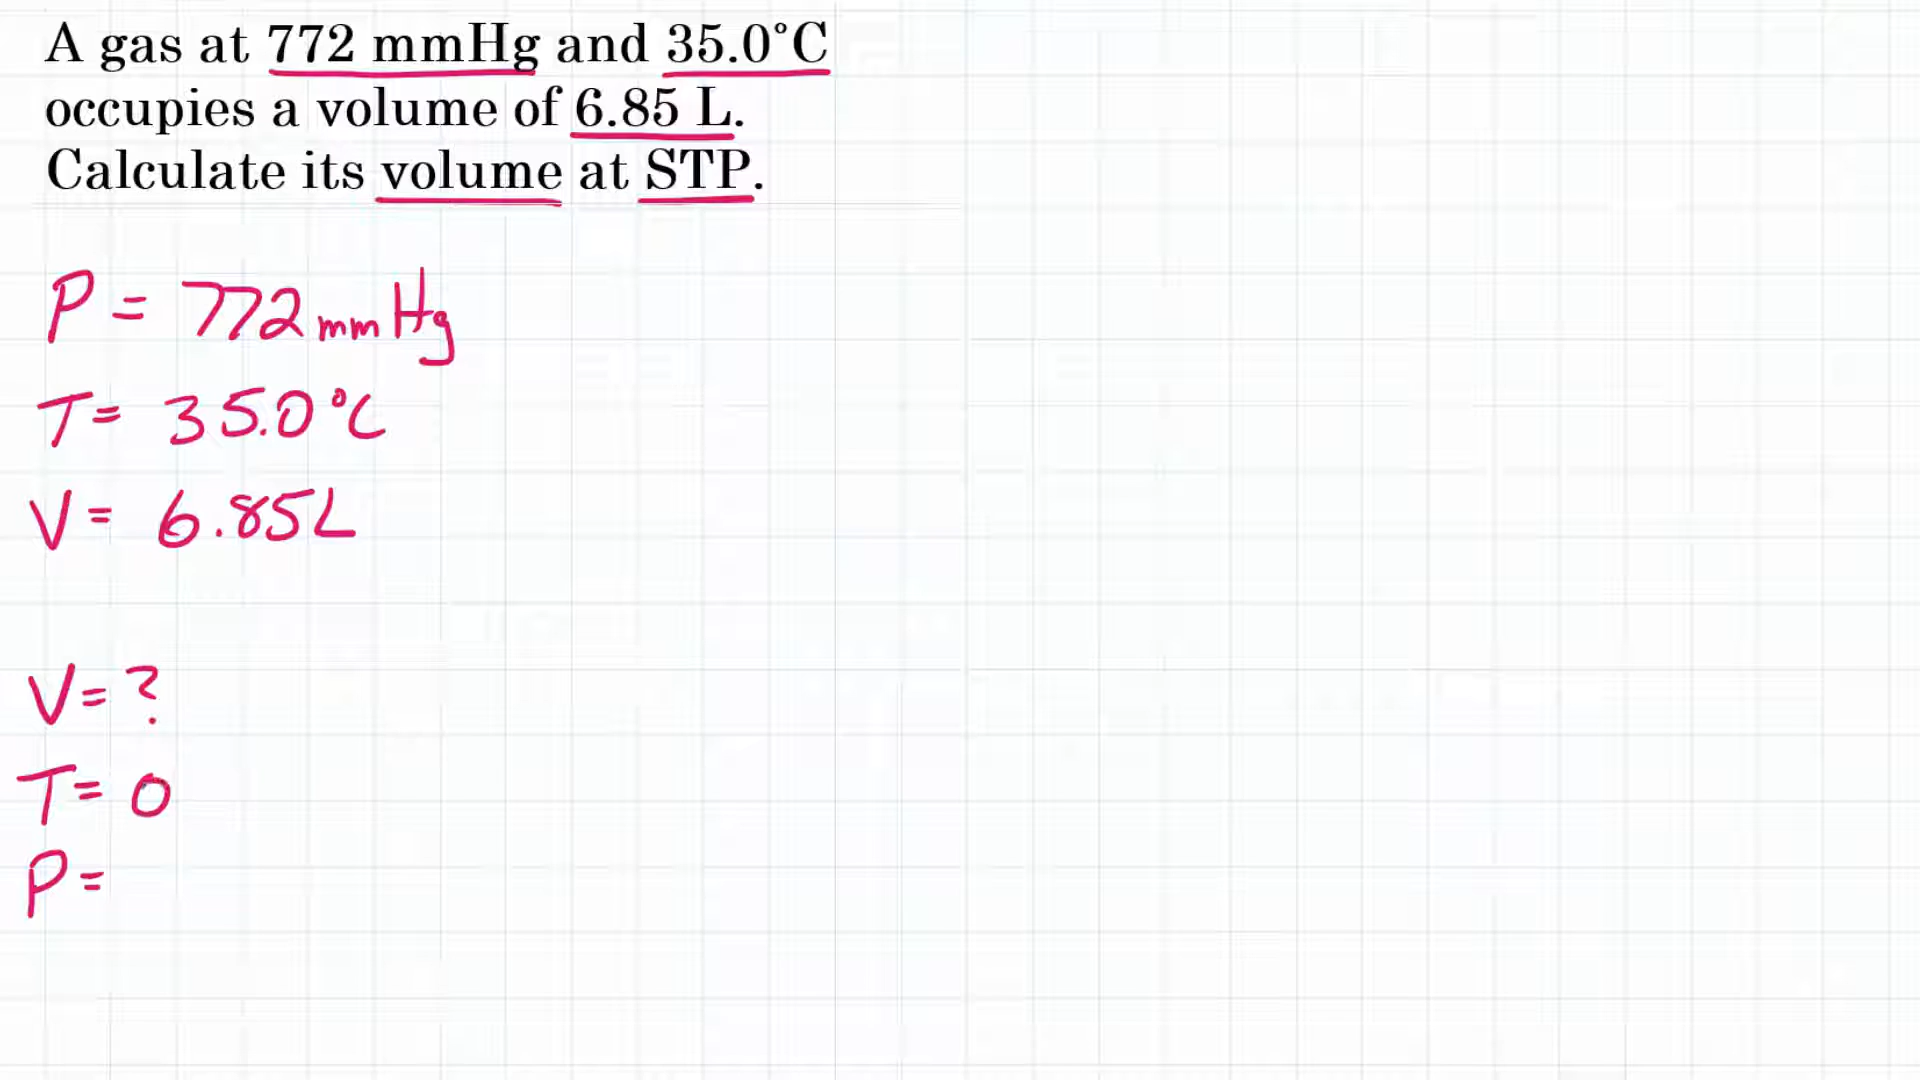 A gas at 772 mmHg and 35.0°C
occupies a volume of 6.85 L.
Calculate its volume at STP.
P = 772 mmHg
T = 35.0°C
V = 6.85L
V = ?
T = 0
P =